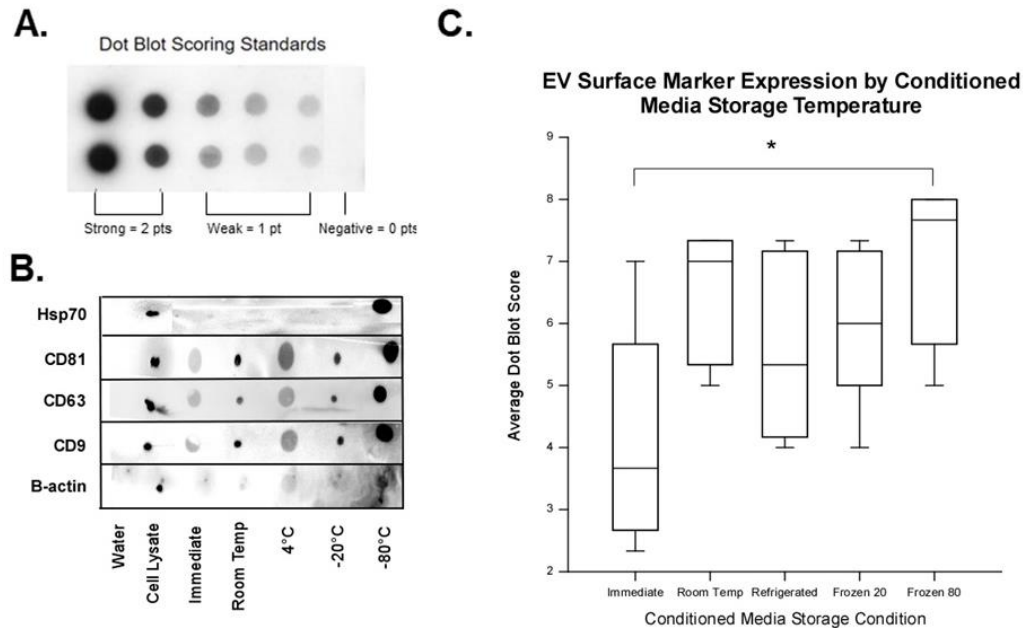 A.
Dot Blot Scoring Standards
Strong = 2 pts
Weak = 1 pt
Negative = 0 pts
B.
Hsp70
CD81
CD63
CD9
B-actin
Water
Cell Lysate
Immediate
Room Temp
4°C
-20°C
-80°C
C.
EV Surface Marker Expression by Conditioned
Media Storage Temperature
*
Average Dot Blot Score
9
8
7
6
5
4
3
2
Immediate
Room Temp
Refrigerated
Frozen 20
Frozen 80
Conditioned Media Storage Condition